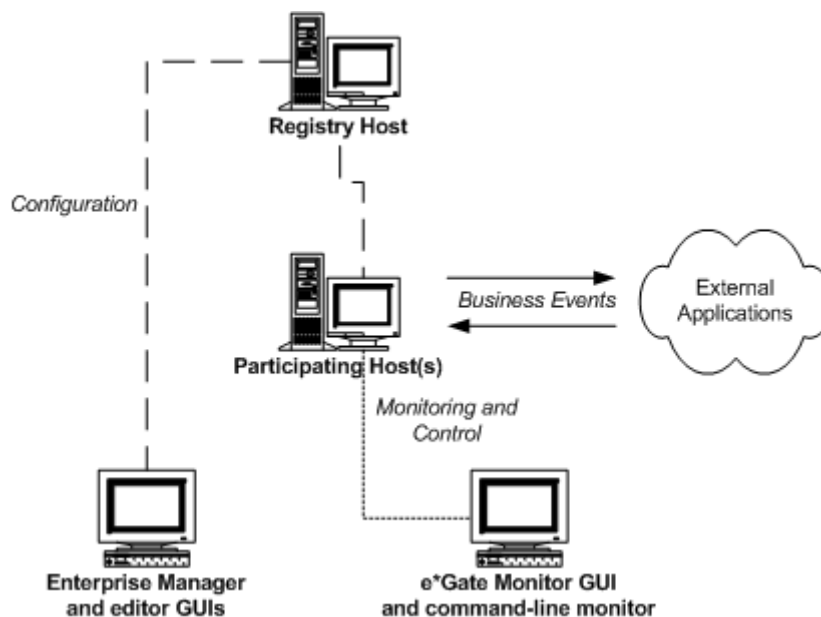 Registry Host
Configuration
Business Events
External
Applications
Participating Host(s)
Monitoring and
Control
Enterprise Manager
and editor GUIs
e*Gate Monitor GUI
and command-line monitor